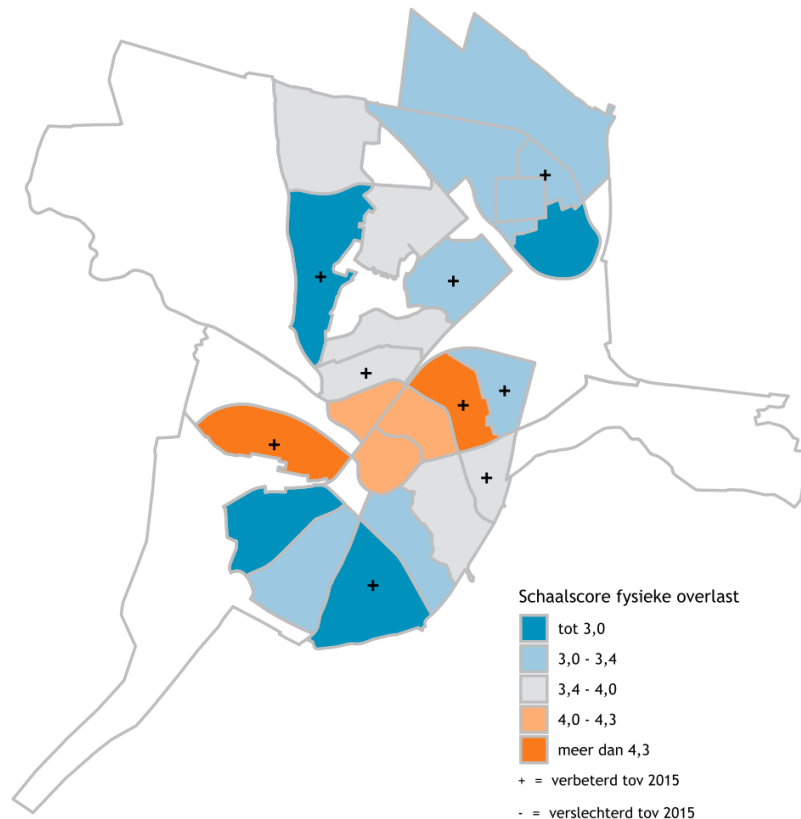 +
+
+
+
+
+
+
+
+
Schaalscore fysieke overlast
tot 3,0
3,0 - 3,4
3,4 - 4,0
4,0 - 4,3
meer dan 4,3
+ = verbeterd tov 2015
- = verslechterd tov 2015